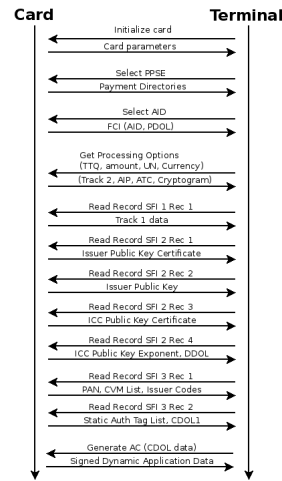 Card
Terminal
Initialize card
Card parameters
Select PPSE
Payment Directories
Select AID
FCI (AID, PDOL)
Get Processing Options
(TTQ, amount, UN, Currency)
(Track 2, AIP, ATC, Cryptogram)
Read Record SFI 1 Rec 1
Track 1 data
Read Record SFI 2 Rec 1
Issuer Public Key Certificate
Read Record SFI 2 Rec 2
Issuer Public Key
Read Record SFI 2 Rec 3
ICC Public Key Certificate
Read Record SFI 2 Rec 4
ICC Public Key Exponent, DDOL
Read Record SFI 3 Rec 1
PAN, CVM List, Issuer Codes
Read Record SFI 3 Rec 2
Static Auth Tag List, CDOL1
Generate AC (CDOL data)
Signed Dynamic Application Data